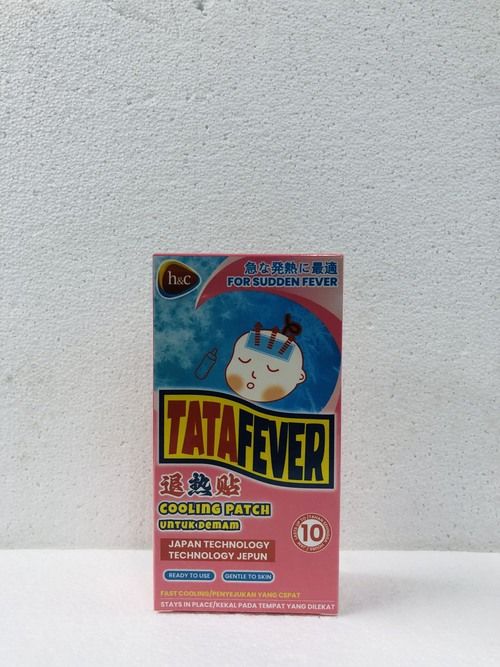 h&c
急な発熱に最適
FOR SUDDEN FEVER
TATAFEVER
退热贴
COOLING PATCH
UNTUK DEMAM
JAPAN TECHNOLOGY
TECHNOLOGY JEPUN
10
READY TO USE
GENTLE TO SKIN
FAST COOLING/PENYEJUKAN YANG CEPAT
STAYS IN PLACE/KEKAL PADA TEMPAT YANG DILEKAT